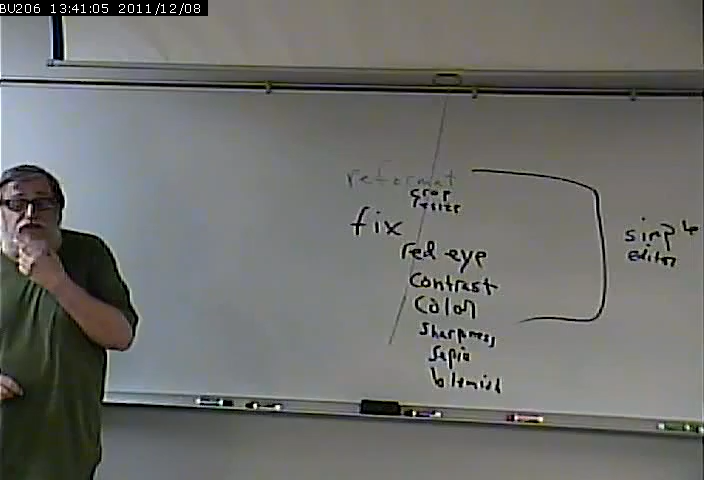 BU206 13:41:05 2011/12/08
reformat
crop
resize
fix
red eye
contrast
color
sharpness
sepia
blemish
simple
editor